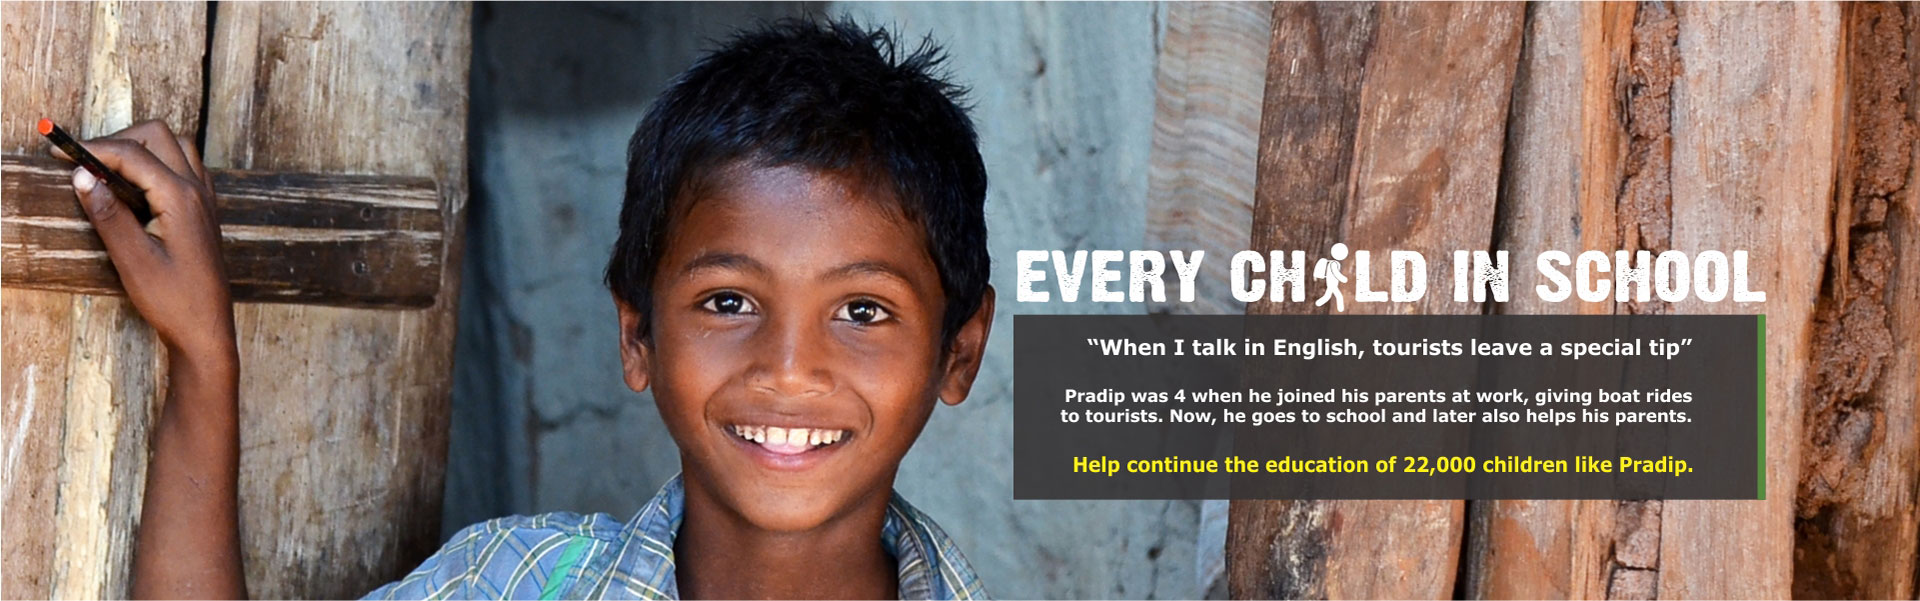 EVERY CHILD IN SCHOOL
“When I talk in English, tourists leave a special tip”
Pradip was 4 when he joined his parents at work, giving boat rides
to tourists. Now, he goes to school and later also helps his parents.
Help continue the education of 22,000 children like Pradip.